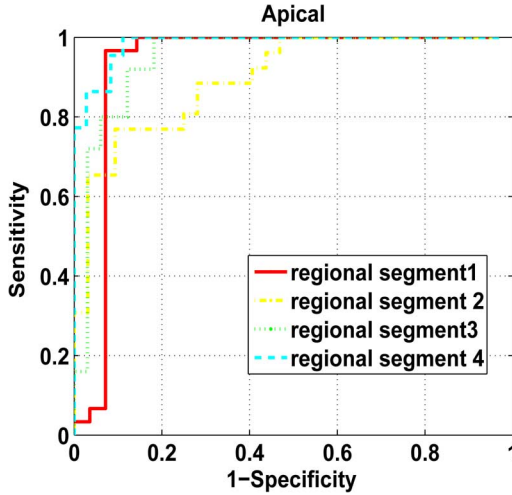 Apical
1
0.8
0.6
0.4
0.2
0
Sensitivity
regional segment1
regional segment 2
regional segment3
regional segment 4
0 0.2 0.4 0.6 0.8 1
1−Specificity